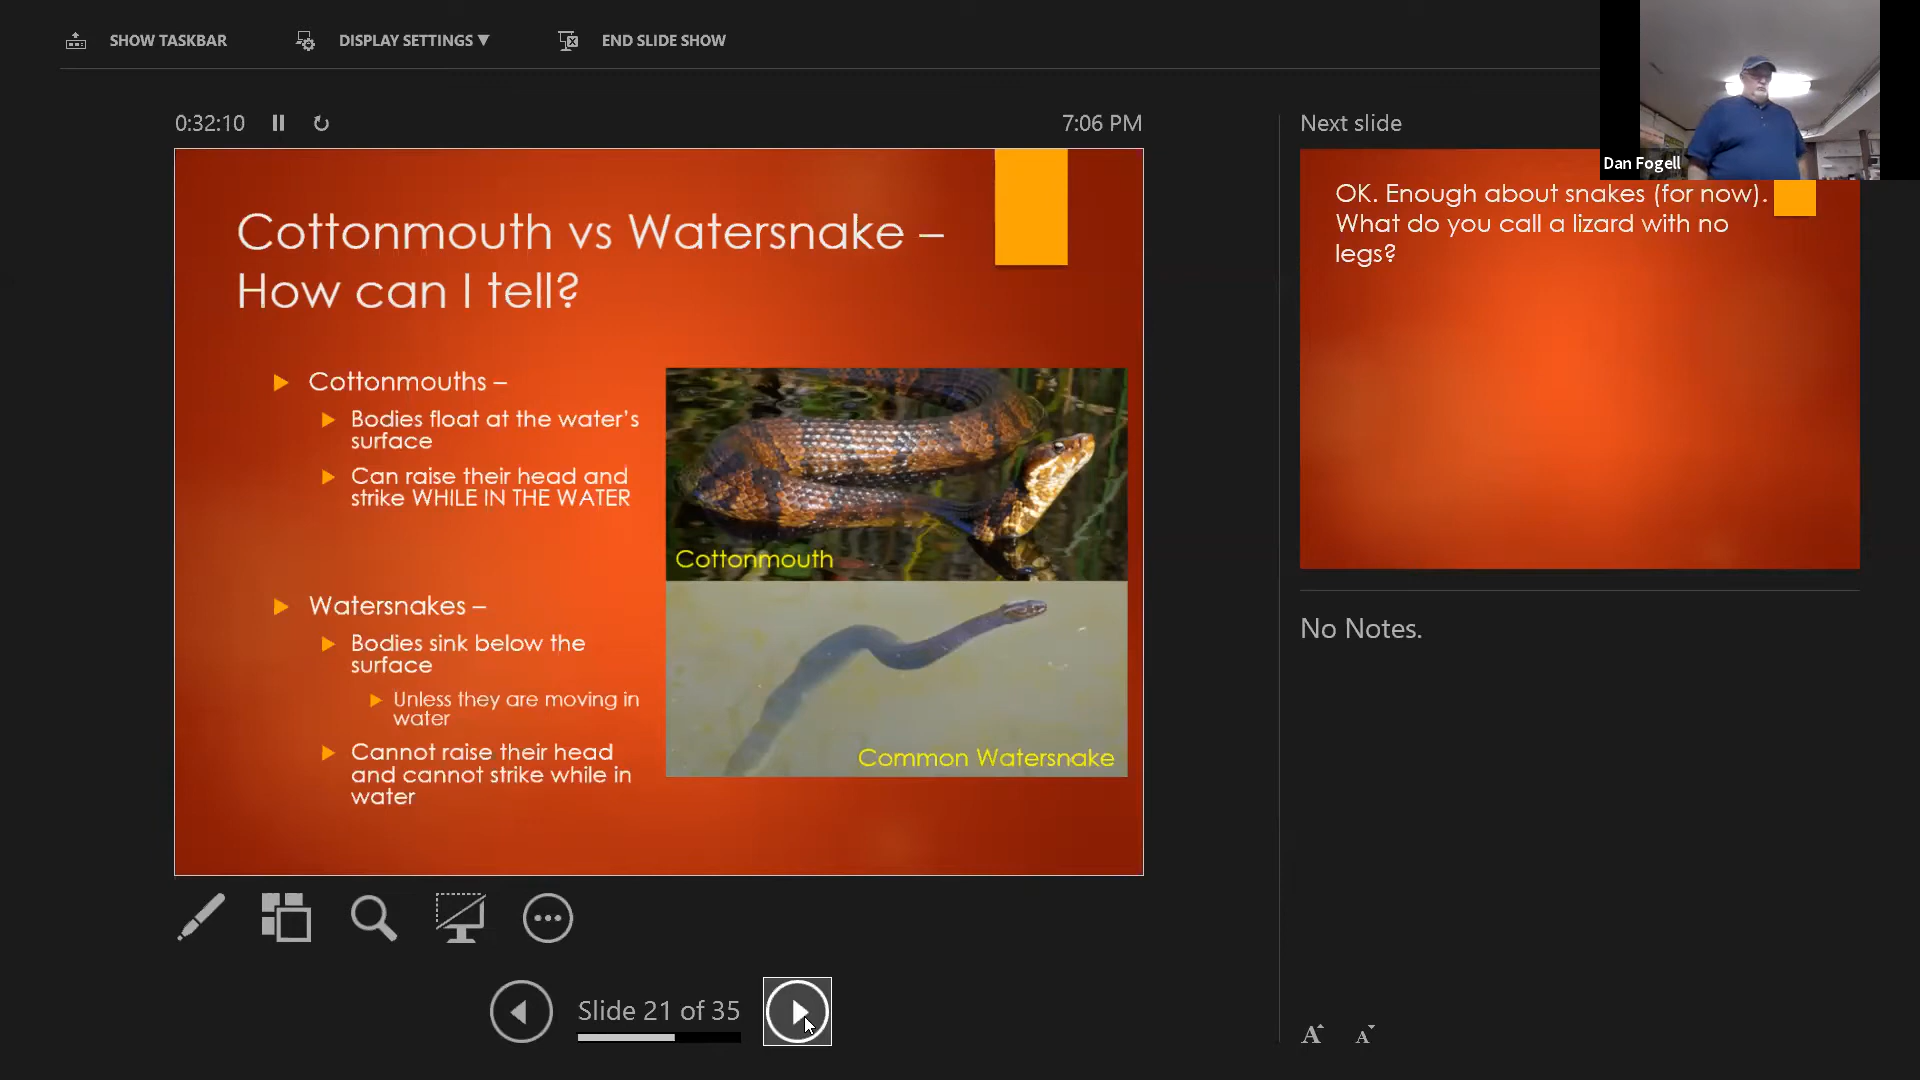 SHOW TASKBAR
DISPLAY SETTINGS ▼
END SLIDE SHOW
0:32:10
7:06 PM
Cottonmouth vs Watersnake –
How can I tell?
Cottonmouths –
Bodies float at the water's
surface
Can raise their head and
strike WHILE IN THE WATER
Watersnakes –
Bodies sink below the
surface
Unless they are moving in
water
Cannot raise their head
and cannot strike while in
water
Cottonmouth
Common Watersnake
Slide 21 of 35
Next slide
Dan Fogell
OK. Enough about snakes (for now).
What do you call a lizard with no
legs?
No Notes.
A A